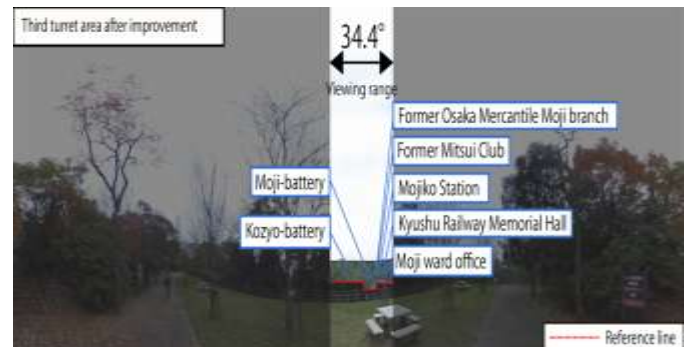 Third turret area after improvement
34.4°
Viewing range
Former Osaka Mercantile Moji branch
Former Mitsui Club
Moji-battery
Mojiko Station
Kozyo-battery
Kyushu Railway Memorial Hall
Moji ward office
Reference line